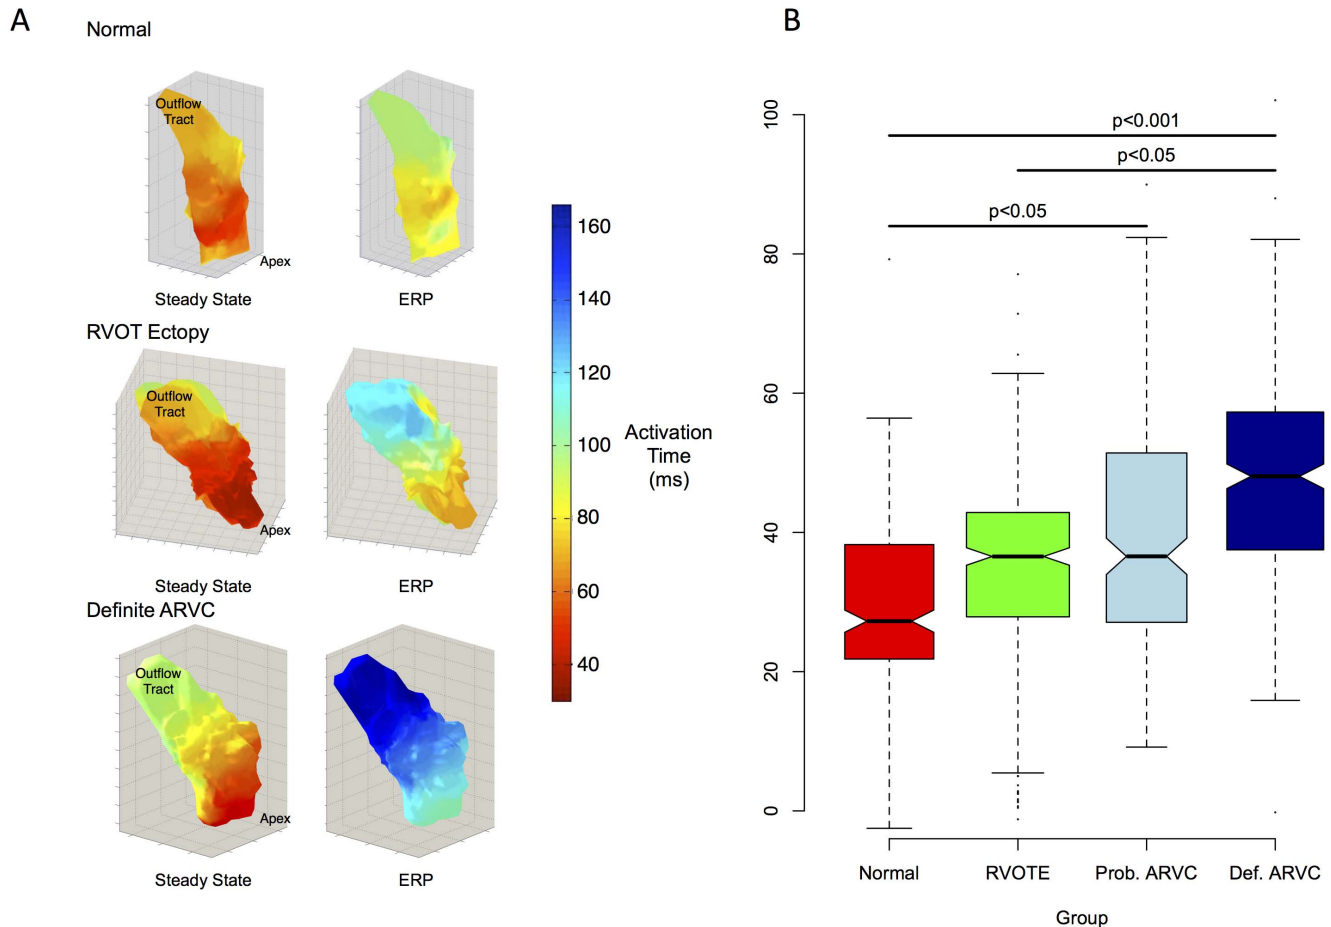 A
Normal
Outflow
Tract
Apex
Steady State
ERP
RVOT Ectopy
Outflow
Tract
Apex
Steady State
ERP
Definite ARVC
Outflow
Tract
Apex
Steady State
ERP
160
140
120
100
80
60
40
Activation
Time
(ms)
B
100
80
60
40
20
0
p<0.001
p<0.05
p<0.05
Normal
RVOTE
Prob. ARVC
Def. ARVC
Group